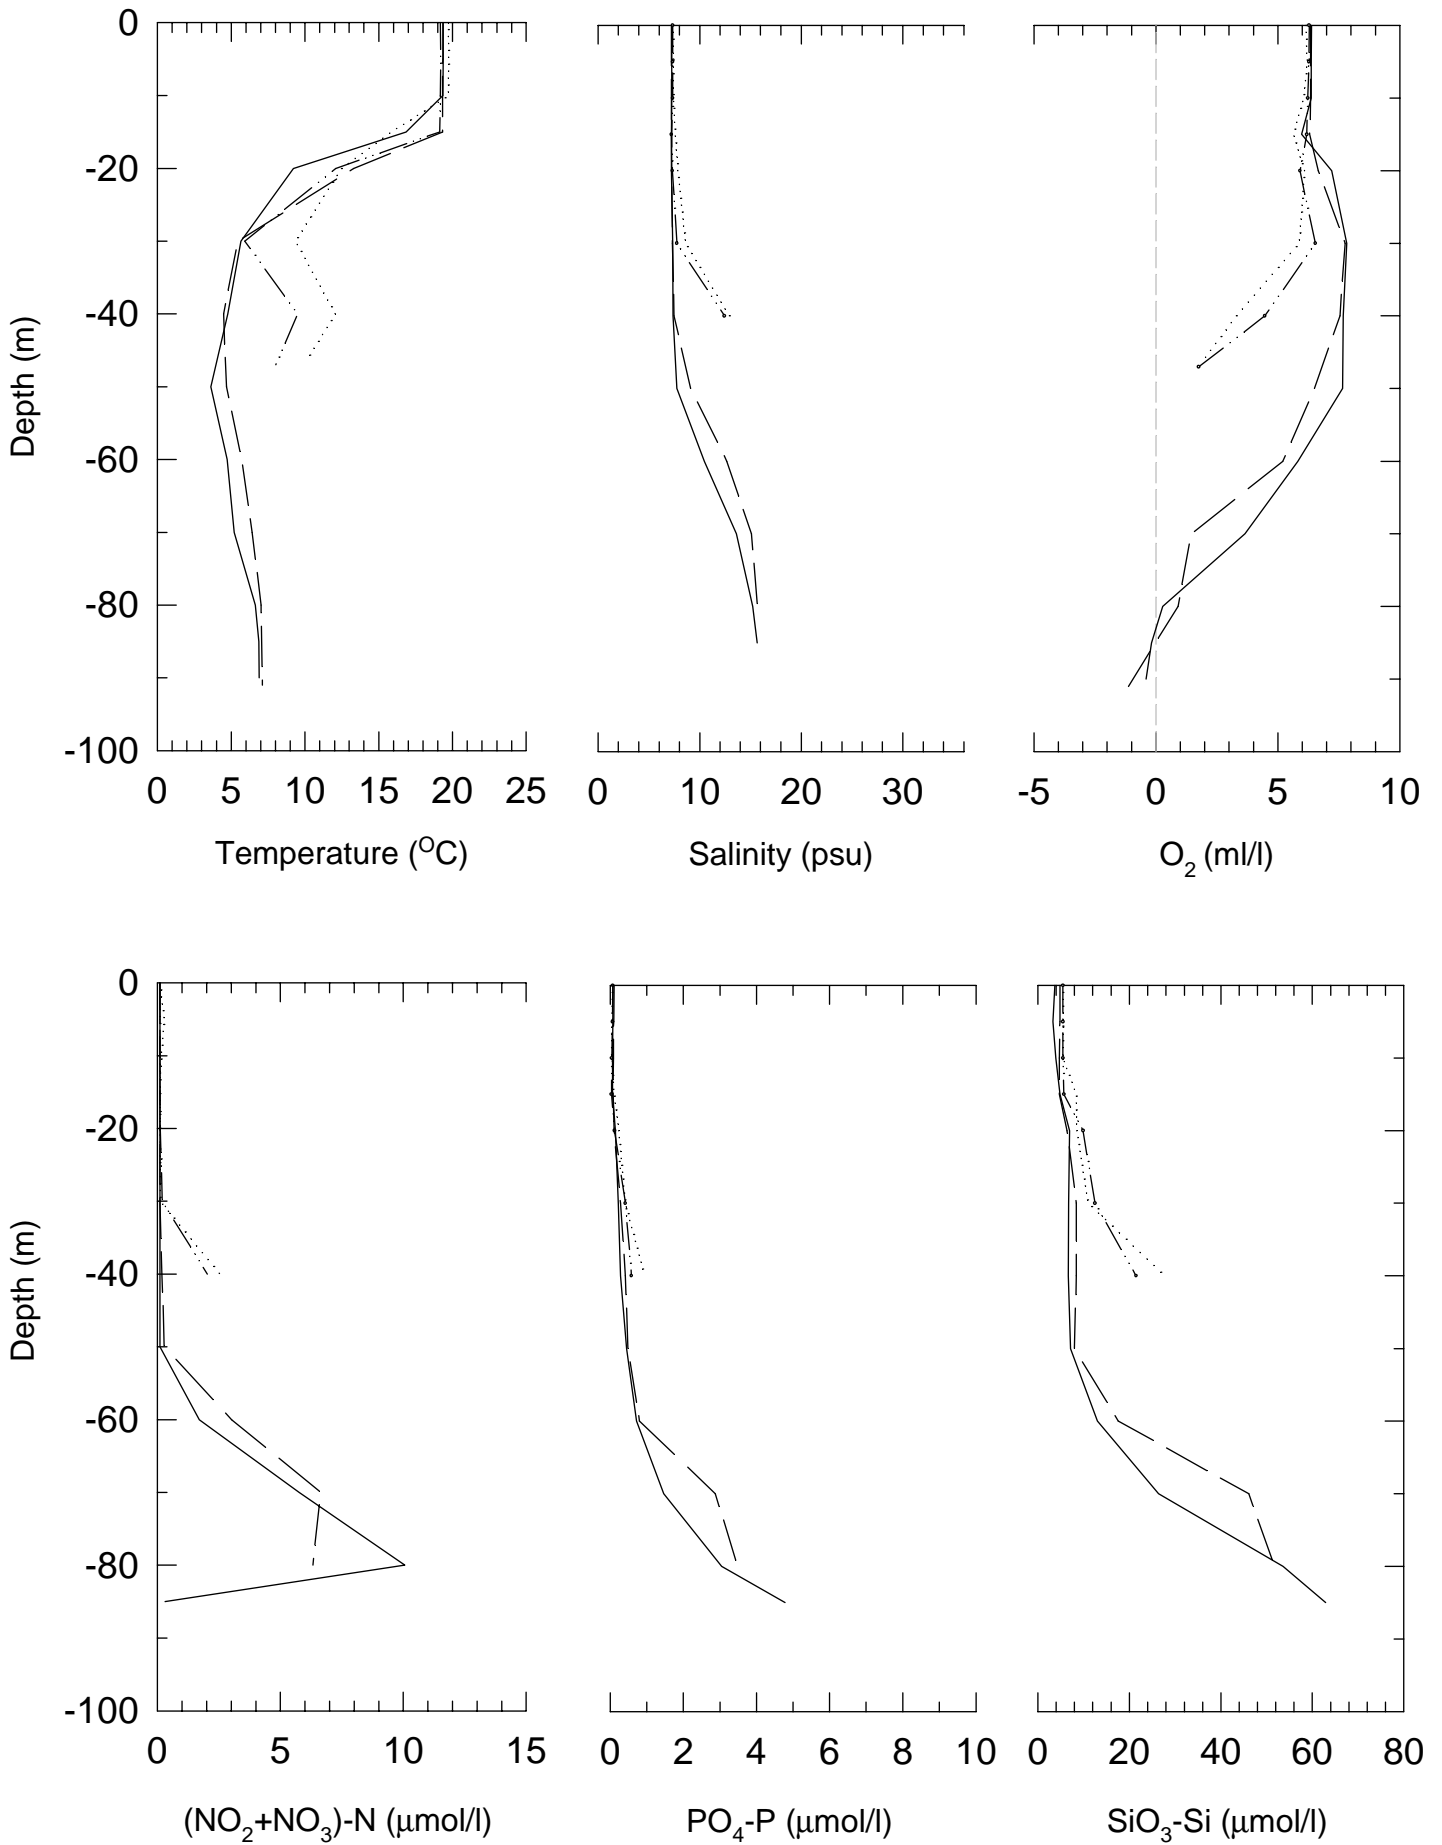 0
-20
-40
-60
-80
-100
Depth (m)
0 5 10 15 20 25
0 10 20 30
-5 0 5 10
Temperature (°C)
Salinity (psu)
O₂ (ml/l)
0
-20
-40
-60
-80
-100
Depth (m)
0 5 10 15
0 2 4 6 8 10
0 20 40 60 80
(NO₂+NO₃)-N (μmol/l)
PO₄-P (μmol/l)
SiO₃-Si (μmol/l)